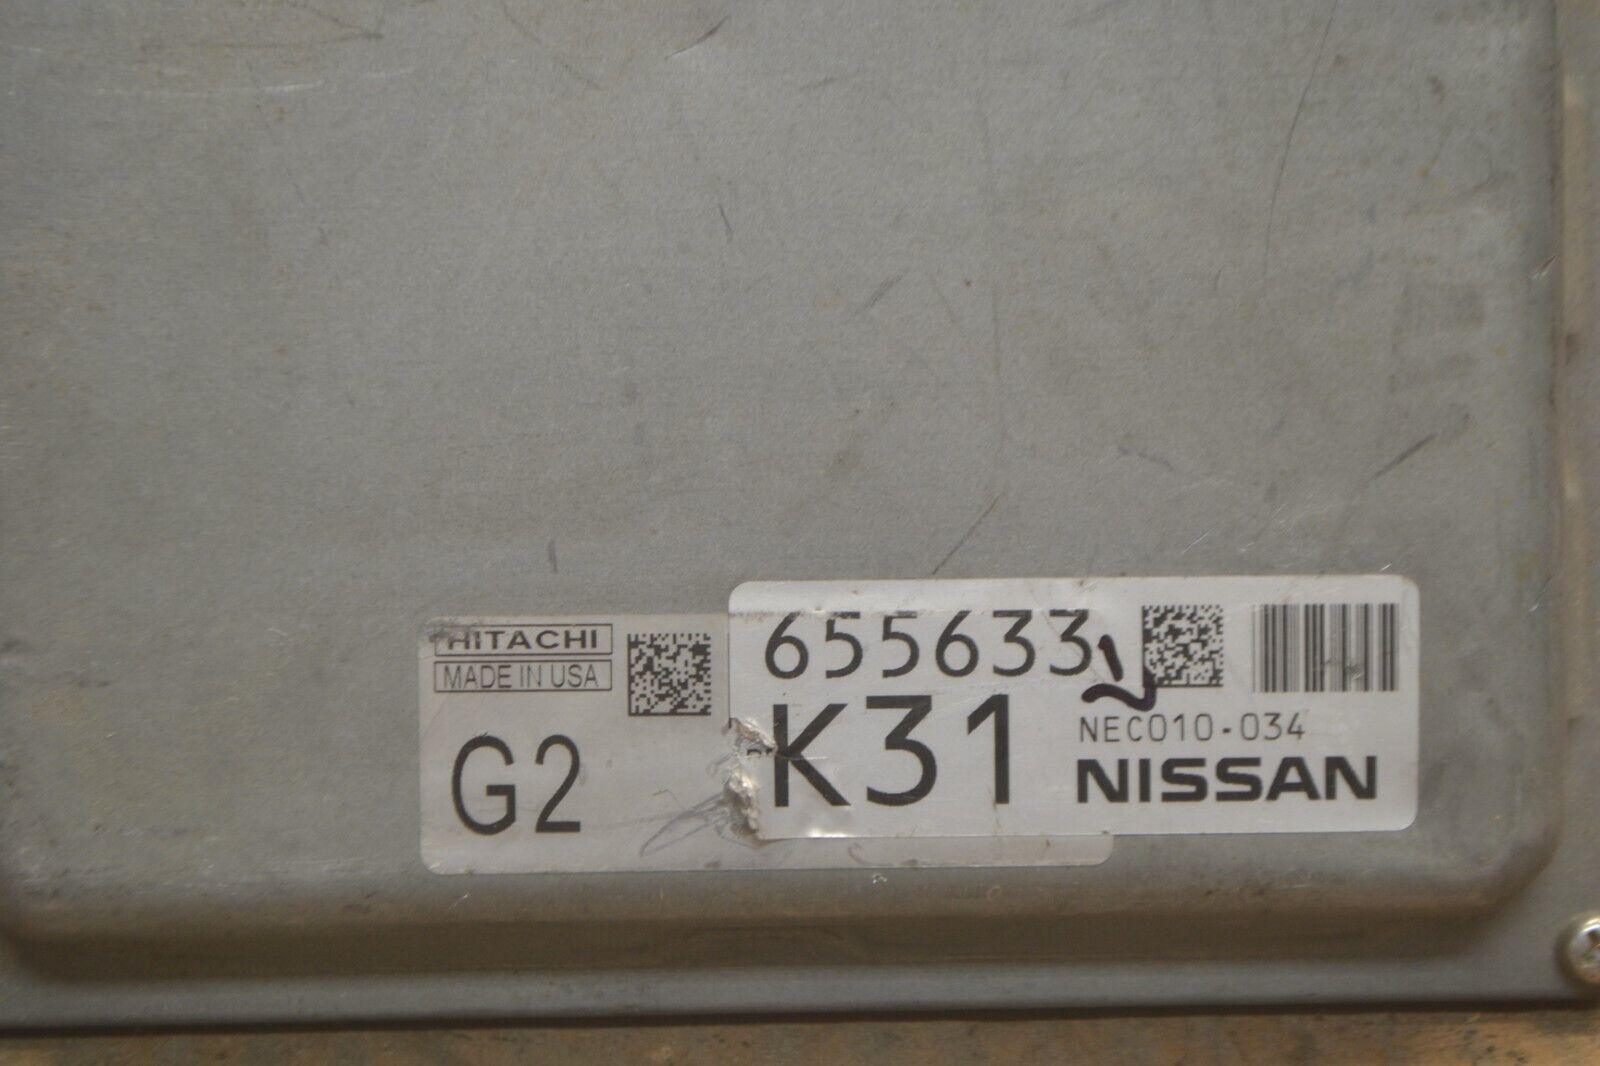 HITACHI
MADE IN USA
G2
655633
K31
NEC010-034
NISSAN